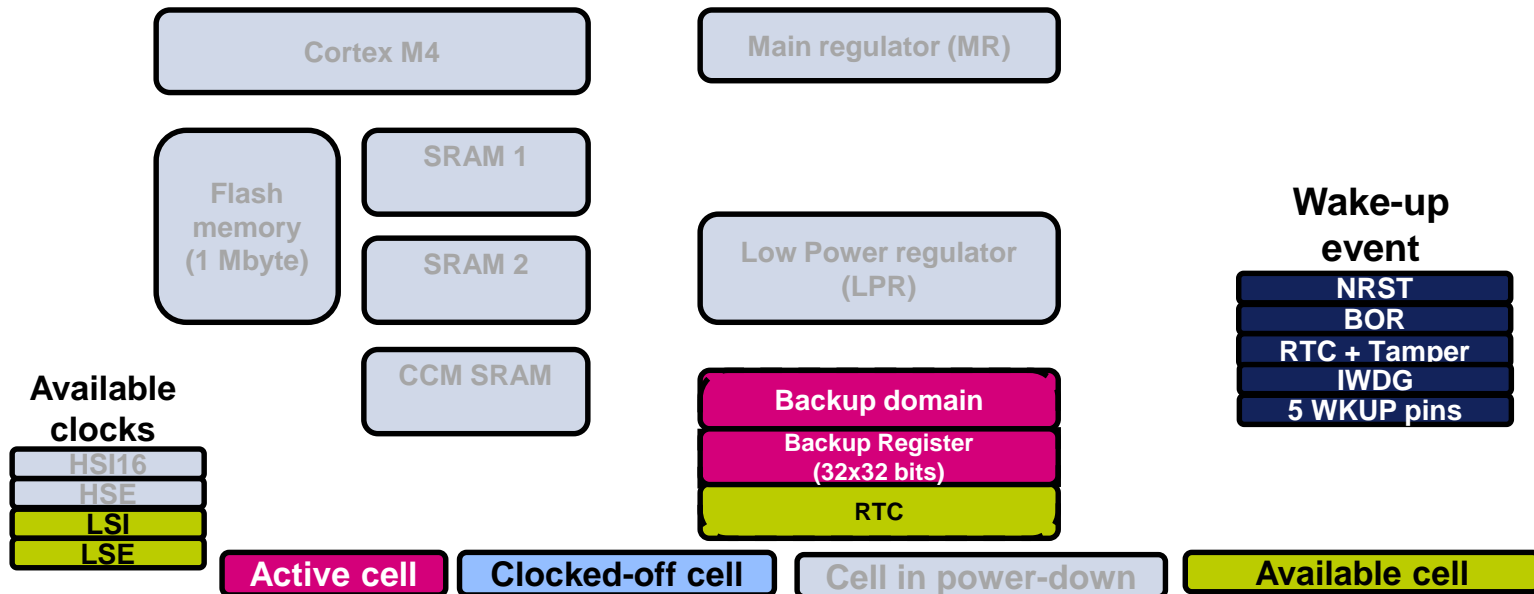 Cortex M4
Main regulator (MR)
Flash
memory
(1 Mbyte)
SRAM 1
SRAM 2
CCM SRAM
Low Power regulator
(LPR)
Backup domain
Backup Register
(32x32 bits)
RTC
Wake-up
event
NRST
BOR
RTC + Tamper
IWDG
5 WKUP pins
Available
clocks
HSI16
HSE
LSI
LSE
Active cell
Clocked-off cell
Cell in power-down
Available cell